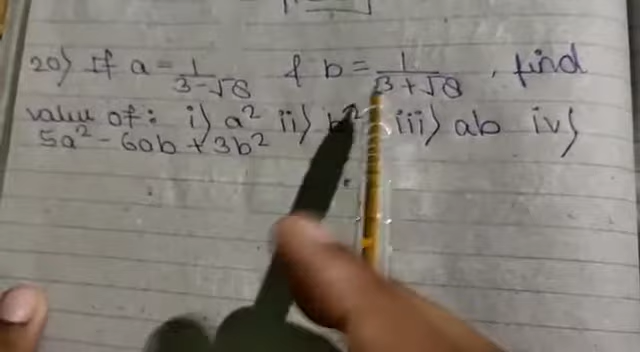 20) If a = 1/(3-√8) & b = 1/(3+√8), find
value of: i) a² ii) b² iii) ab iv)
5a² - 6ab + 3b²